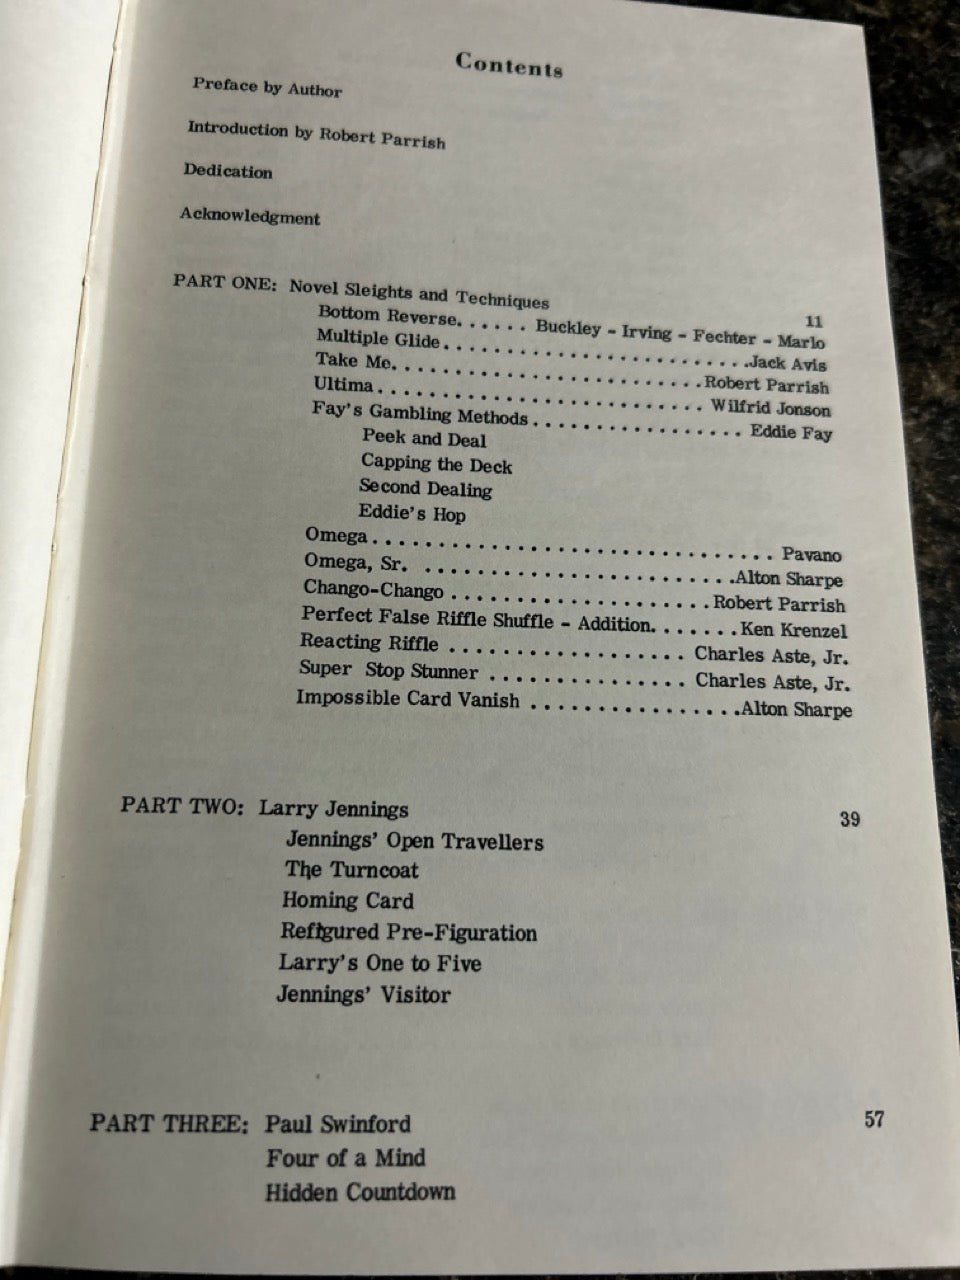 Contents
Preface by Author
Introduction by Robert Parrish
Dedication
Acknowledgment
PART ONE: Novel Sleights and Techniques 11
Bottom Reverse. . . . . . Buckley - Irving - Fechter - Marlo
Multiple Glide . . . . . . . . . . . . . . . . . . . . . . . .Jack Avis
Take Me. . . . . . . . . . . . . . . . . . . . . . . . Robert Parrish
Ultima . . . . . . . . . . . . . . . . . . . . . . . . . Wilfrid Jonson
Fay's Gambling Methods . . . . . . . . . . . . . . . . Eddie Fay
Peek and Deal
Capping the Deck
Second Dealing
Eddie's Hop
Omega . . . . . . . . . . . . . . . . . . . . . . . . . . . . . . Pavano
Omega, Sr. . . . . . . . . . . . . . . . . . . . . . . . .Alton Sharpe
Chango-Chango . . . . . . . . . . . . . . . . . . . . Robert Parrish
Perfect False Riffle Shuffle - Addition. . . . . . . Ken Krenzel
Reacting Riffle . . . . . . . . . . . . . . . . . . Charles Aste, Jr.
Super Stop Stunner . . . . . . . . . . . . . . . Charles Aste, Jr.
Impossible Card Vanish . . . . . . . . . . . . . . . .Alton Sharpe
PART TWO: Larry Jennings 39
Jennings' Open Travellers
The Turncoat
Homing Card
Refigured Pre-Figuration
Larry's One to Five
Jennings' Visitor
PART THREE: Paul Swinford 57
Four of a Mind
Hidden Countdown